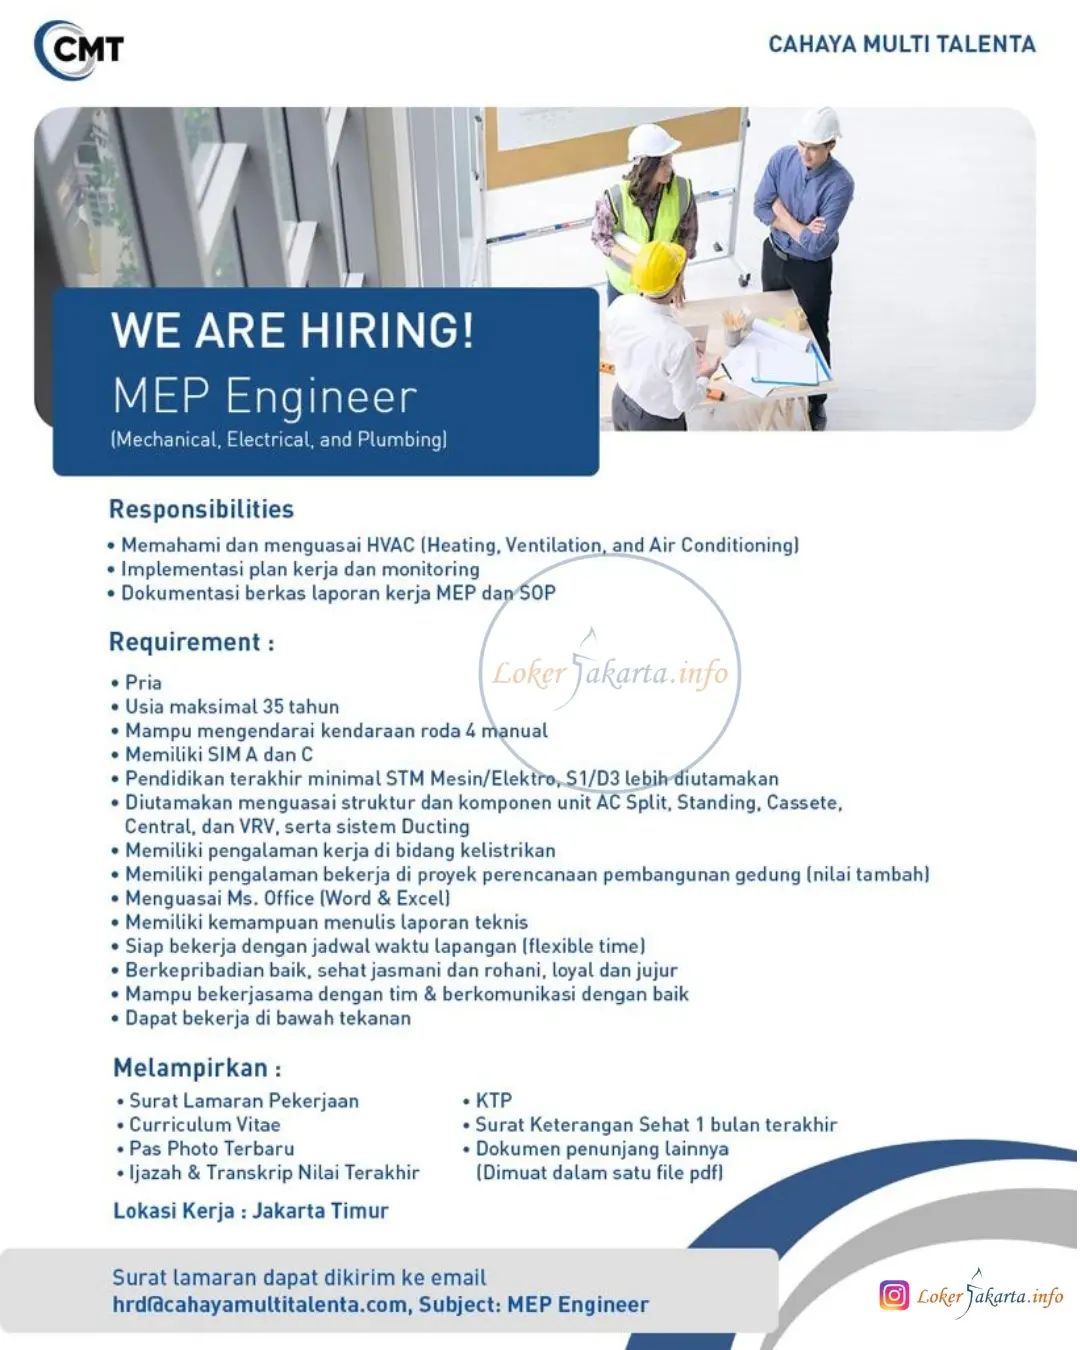 CMT
CAHAYA MULTI TALENTA
WE ARE HIRING!
MEP Engineer
(Mechanical, Electrical, and Plumbing)
Responsibilities
• Memahami dan menguasai HVAC (Heating, Ventilation, and Air Conditioning)
• Implementasi plan kerja dan monitoring
• Dokumentasi berkas laporan kerja MEP dan SOP
Requirement :
Loker Jakarta.info
• Pria
• Usia maksimal 35 tahun
• Mampu mengendarai kendaraan roda 4 manual
• Memiliki SIM A dan C
• Pendidikan terakhir minimal STM Mesin/Elektro, S1/D3 lebih diutamakan
• Diutamakan menguasai struktur dan komponen unit AC Split, Standing, Cassete,
Central, dan VRV, serta sistem Ducting
• Memiliki pengalaman kerja di bidang kelistrikan
• Memiliki pengalaman bekerja di proyek perencanaan pembangunan gedung (nilai tambah)
• Menguasai Ms. Office (Word & Excel)
• Memiliki kemampuan menulis laporan teknis
• Siap bekerja dengan jadwal waktu lapangan (flexible time)
• Berkepribadian baik, sehat jasmani dan rohani, loyal dan jujur
• Mampu bekerjasama dengan tim & berkomunikasi dengan baik
• Dapat bekerja di bawah tekanan
Melampirkan :
• Surat Lamaran Pekerjaan
• Curriculum Vitae
• Pas Photo Terbaru
• Ijazah & Transkrip Nilai Terakhir
• KTP
• Surat Keterangan Sehat 1 bulan terakhir
• Dokumen penunjang lainnya
(Dimuat dalam satu file pdf)
Lokasi Kerja : Jakarta Timur
Surat lamaran dapat dikirim ke email
hrd@cahayamultitalenta.com, Subject: MEP Engineer
Loker Jakarta.info